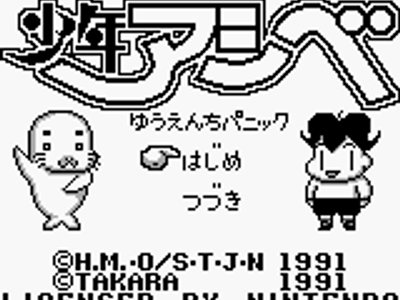 少年アシベ
ゆうえんちパニック
はじめ
つづき
©H.M.·O/S·T·J·N 1991
©TAKARA 1991
LICENSED BY NINTENDO